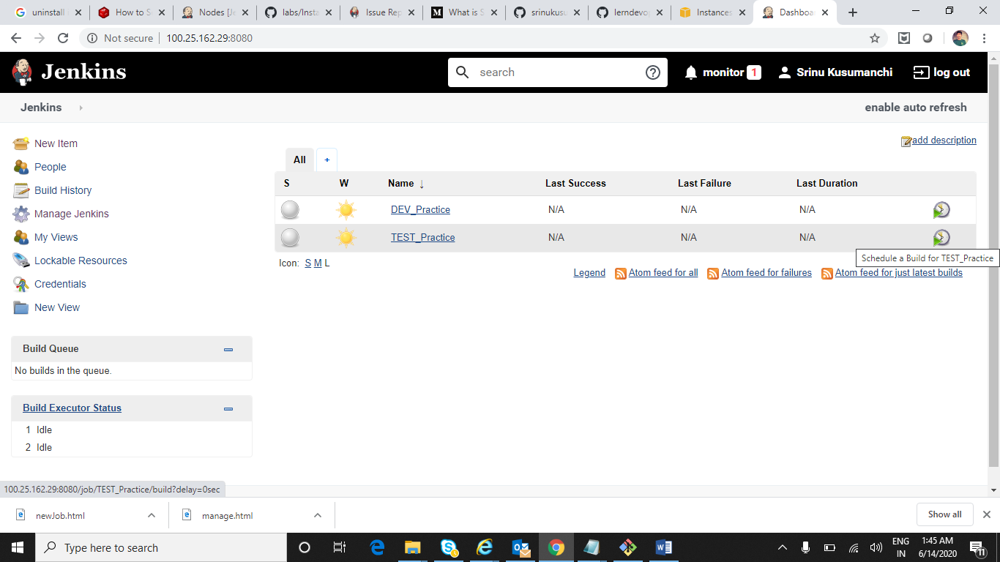 uninstall
How to S
Nodes [Je
labs/Insta
Issue Rep
What is S
srinukusu
lerndevop
Instances
Dashboa
Not secure
100.25.162.29:8080
Jenkins
search
monitor 1
Srinu Kusumanchi
log out
Jenkins
enable auto refresh
New Item
People
Build History
Manage Jenkins
My Views
Lockable Resources
Credentials
New View
Build Queue
No builds in the queue.
Build Executor Status
1 Idle
2 Idle
add description
All +
S W Name ↓ Last Success Last Failure Last Duration
DEV_Practice N/A N/A N/A
TEST_Practice N/A N/A N/A
Icon: S M L
Schedule a Build for TEST_Practice
Legend Atom feed for all Atom feed for failures Atom feed for just latest builds
100.25.162.29:8080/job/TEST_Practice/build?delay=0sec
newJob.html
manage.html
Show all
Type here to search
ENG
IN
1:45 AM
6/14/2020
11